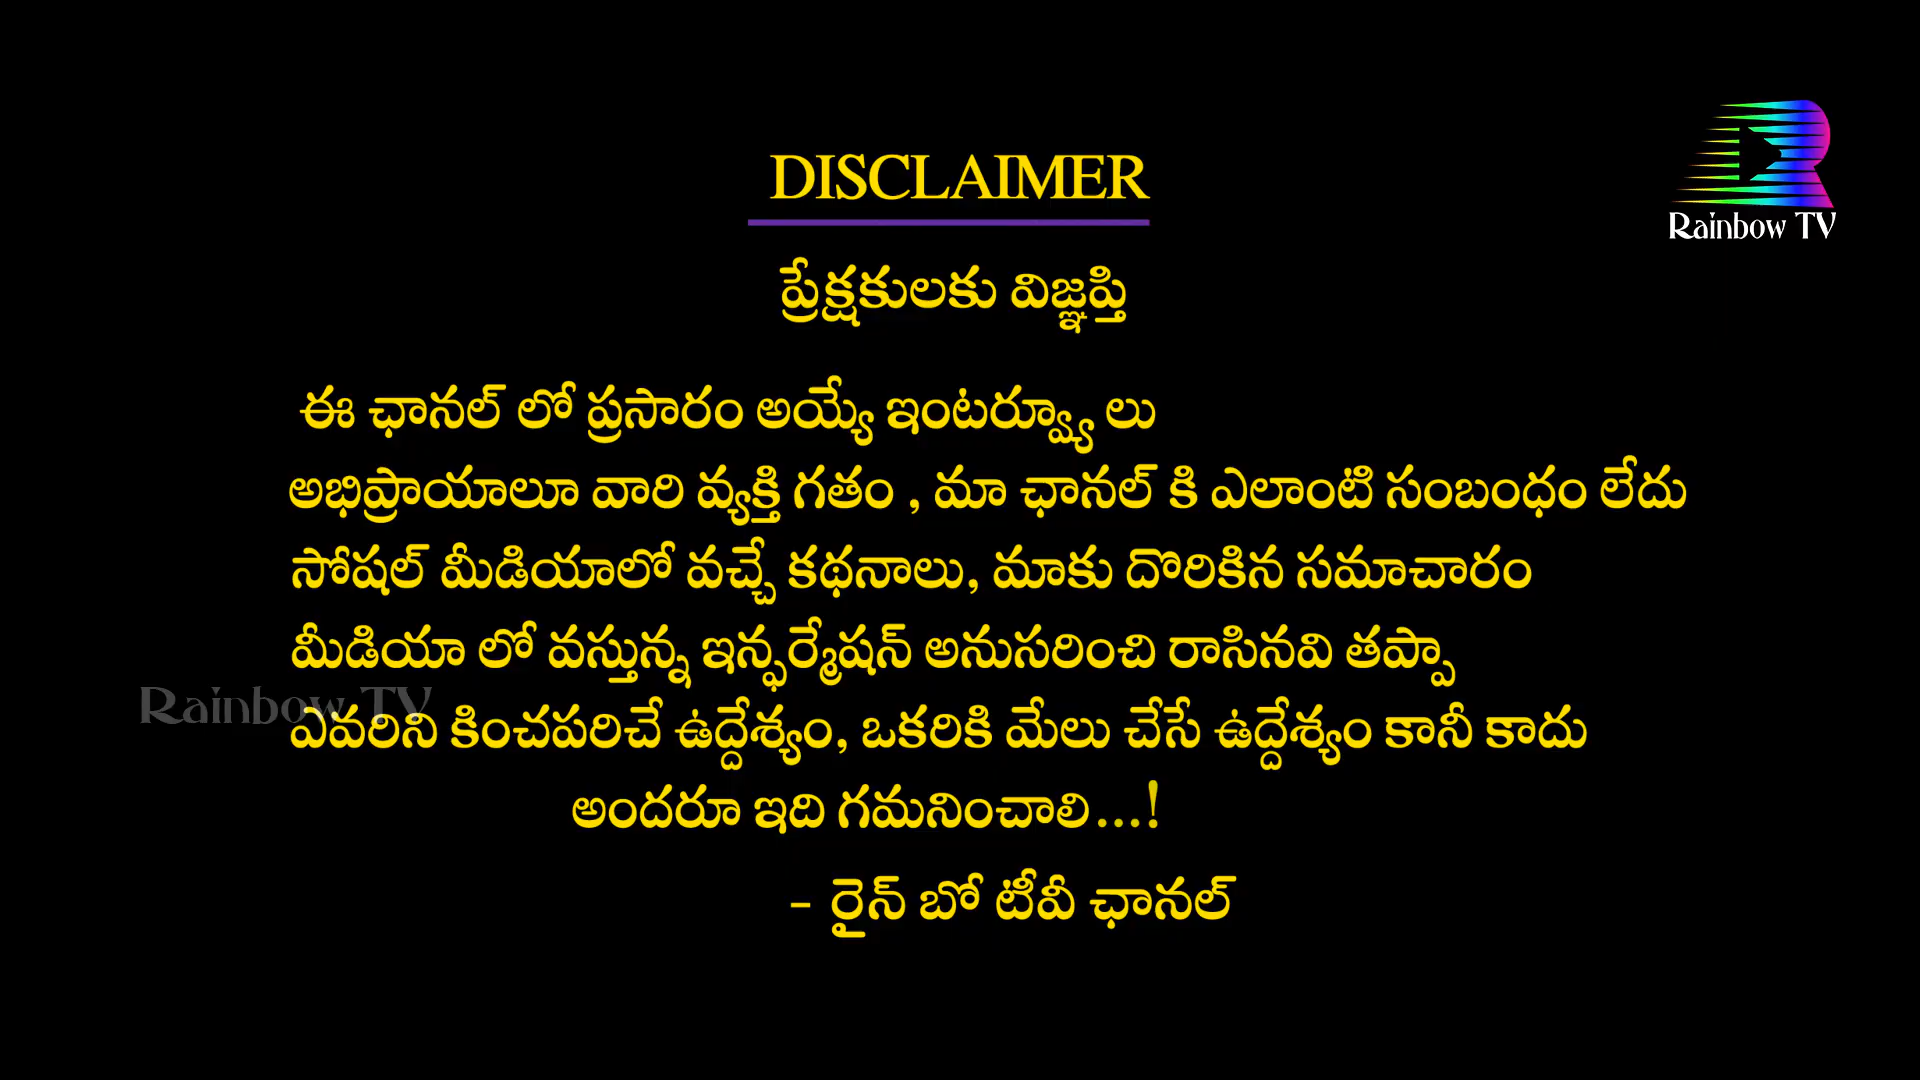 DISCLAIMER
Rainbow TV
ప్రేక్షకులకు విజ్ఞప్తి
ఈ ఛానల్ లో ప్రసారం అయ్యే ఇంటర్వ్యూ లు
అభిప్రాయాలూ వారి వ్యక్తి గతం , మా ఛానల్ కి ఎలాంటి సంబంధం లేదు
సోషల్ మీడియాలో వచ్చే కథనాలు, మాకు దొరికిన సమాచారం
మీడియా లో వస్తున్న ఇన్ఫర్మేషన్ అనుసరించి రాసినవి తప్పా
Rainbow TV
ఎవరిని కించపరిచే ఉద్దేశ్యం, ఒకరికి మేలు చేసే ఉద్దేశ్యం కానీ కాదు
అందరూ ఇది గమనించాలి...!
- రైన్ బో టీవీ ఛానల్